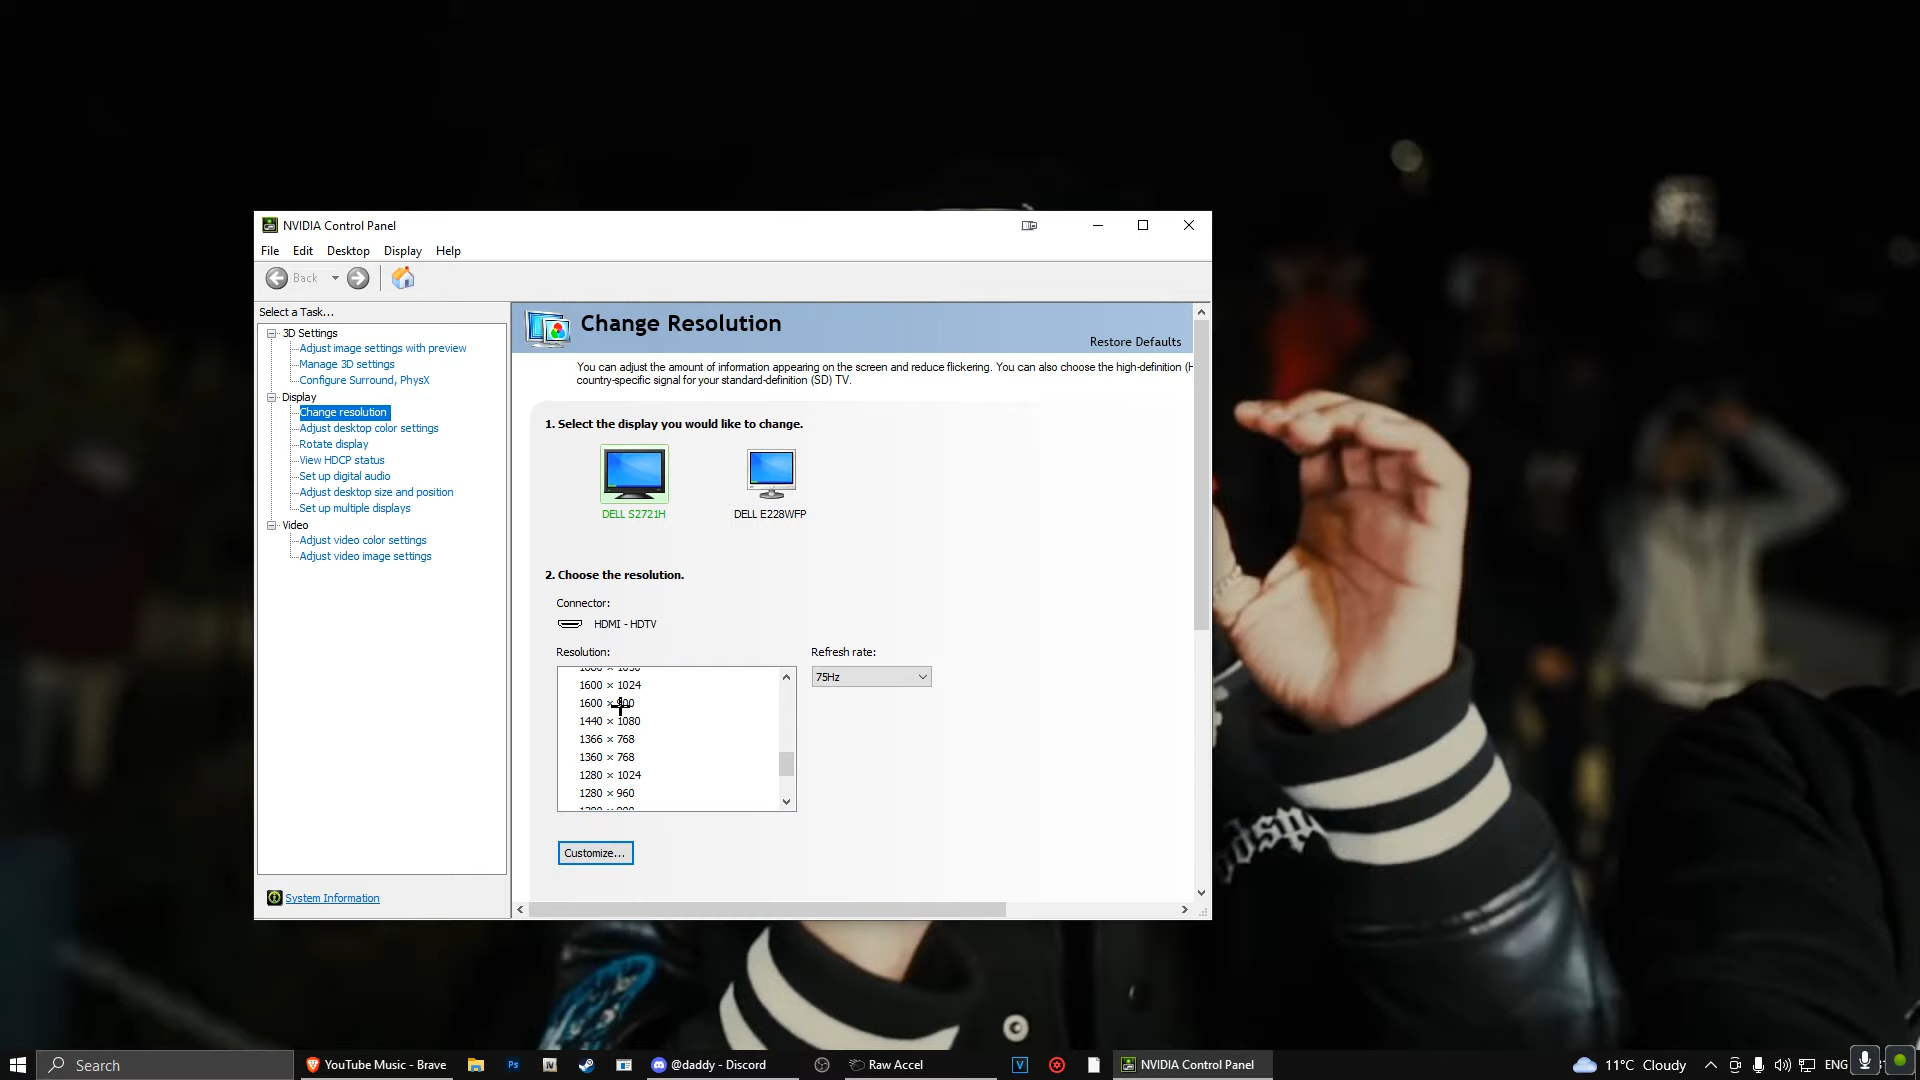 NVIDIA Control Panel
File Edit Desktop Display Help
Back
Select a Task...
3D Settings
Adjust image settings with preview
Manage 3D settings
Configure Surround, PhysX
Display
Change resolution
Adjust desktop color settings
Rotate display
View HDCP status
Set up digital audio
Adjust desktop size and position
Set up multiple displays
Video
Adjust video color settings
Adjust video image settings
System Information
Change Resolution
Restore Defaults
You can adjust the amount of information appearing on the screen and reduce flickering. You can also choose the high-definition (H
country-specific signal for your standard-definition (SD) TV.
1. Select the display you would like to change.
DELL S2721H
DELL E228WFP
2. Choose the resolution.
Connector:
HDMI - HDTV
Resolution:
Refresh rate:
75Hz
1600 × 1024
1600 × 900
1440 × 1080
1366 × 768
1360 × 768
1280 × 1024
1280 × 960
Customize...
Search
YouTube Music - Brave
Ps
IV
@daddy - Discord
Raw Accel
V
NVIDIA Control Panel
11°C Cloudy
ENG